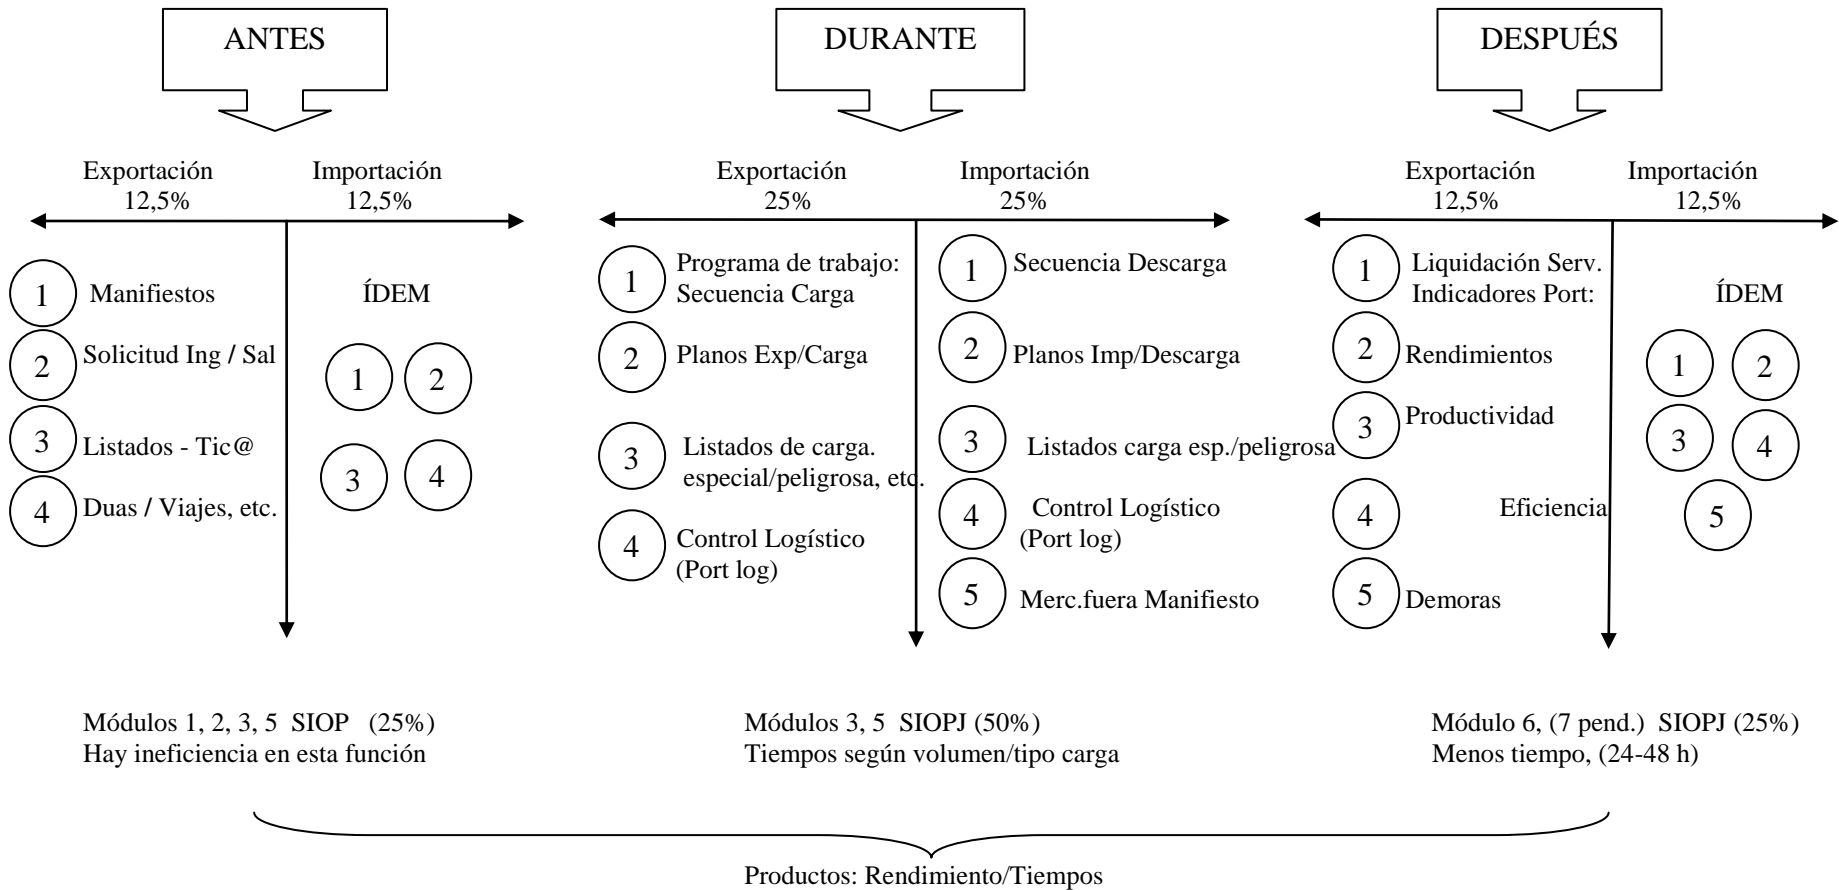 ANTES
Exportación
12,5%
Importación
12,5%
1 Manifiestos
2 Solicitud Ing / Sal
3 Listados - Tic@
4 Duas / Viajes, etc.
ÍDEM
1 2
3 4
Módulos 1, 2, 3, 5 SIOP (25%)
Hay ineficiencia en esta función
DURANTE
Exportación
25%
Importación
25%
1 Programa de trabajo:
Secuencia Carga
2 Planos Exp/Carga
3 Listados de carga.
especial/peligrosa, etc.
4 Control Logístico
(Port log)
1 Secuencia Descarga
2 Planos Imp/Descarga
3 Listados carga esp./peligrosa
4 Control Logístico
(Port log)
5 Merc.fuera Manifiesto
Módulos 3, 5 SIOPJ (50%)
Tiempos según volumen/tipo carga
DESPUÉS
Exportación
12,5%
Importación
12,5%
1 Liquidación Serv.
Indicadores Port:
2 Rendimientos
3 Productividad
4 Eficiencia
5 Demoras
ÍDEM
1 2
3 4
5
Módulo 6, (7 pend.) SIOPJ (25%)
Menos tiempo, (24-48 h)
Productos: Rendimiento/Tiempos